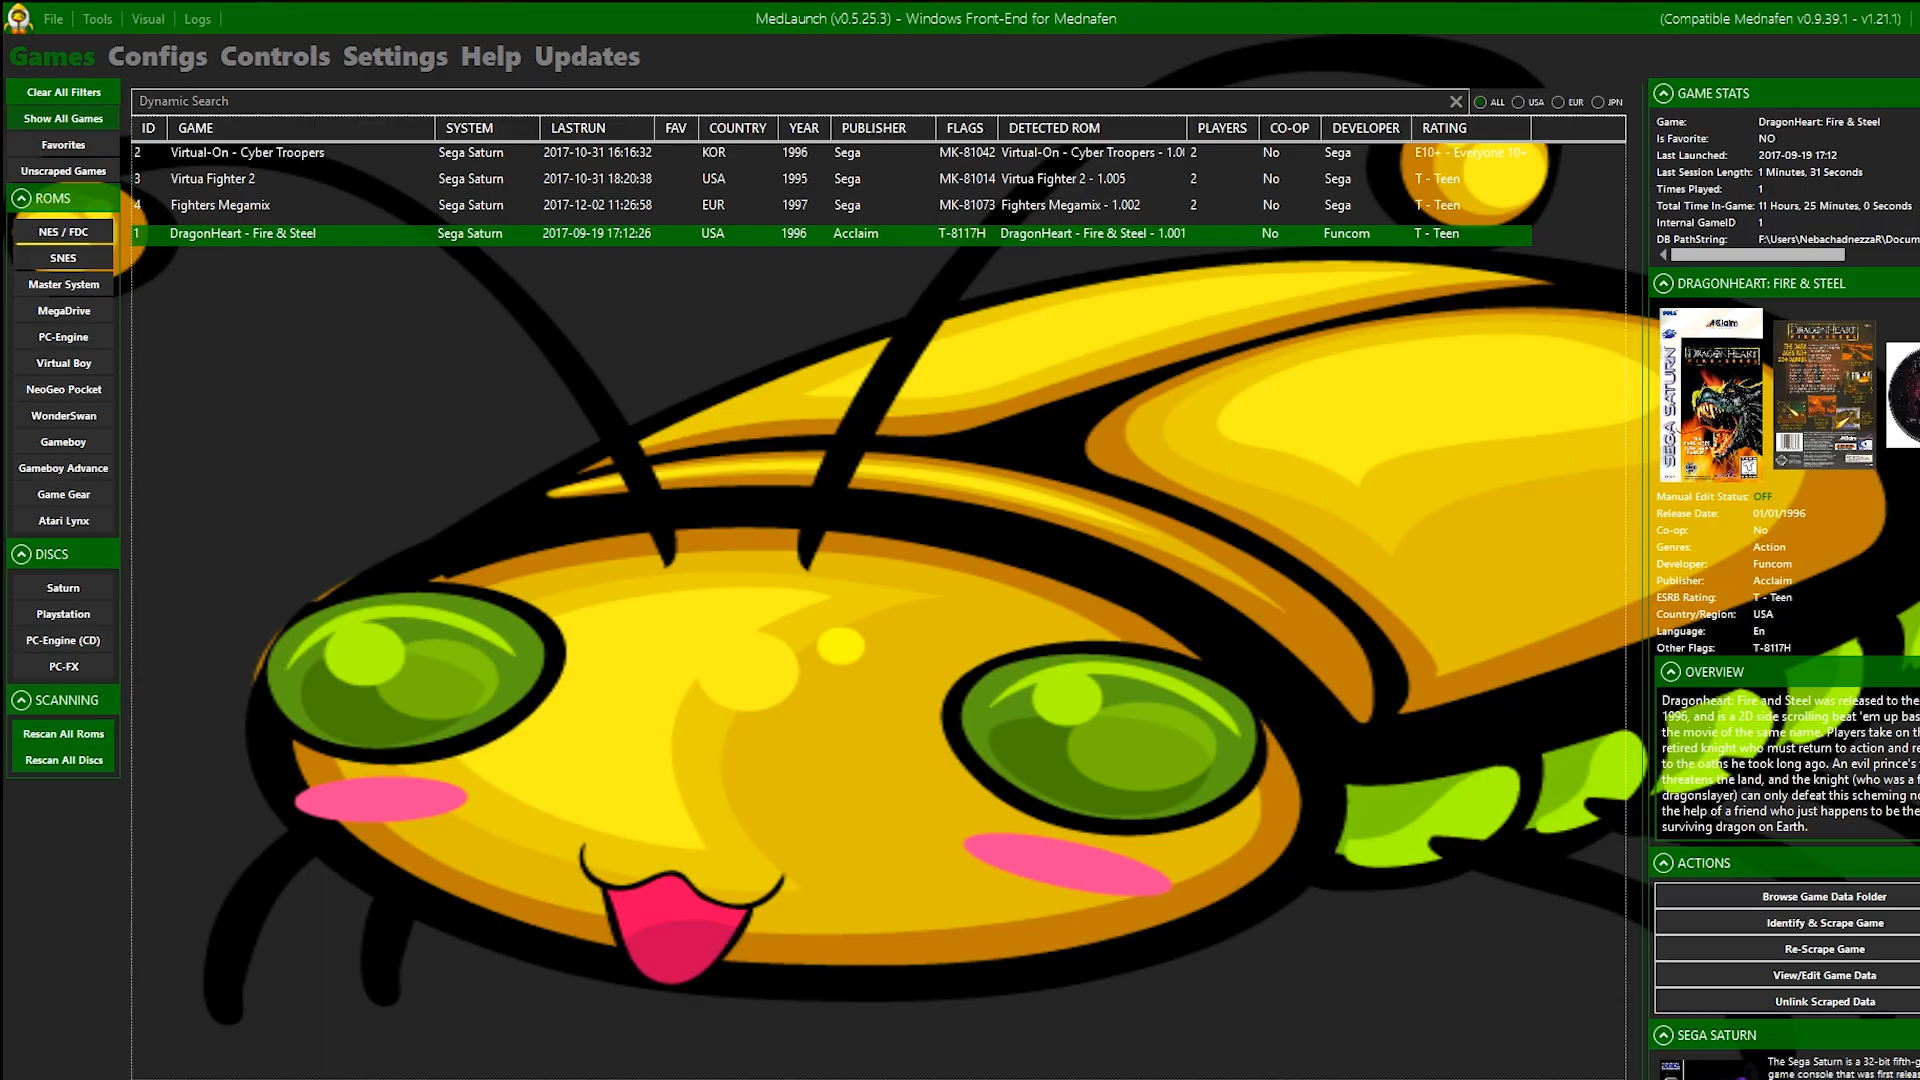 File Tools Visual Logs
MedLaunch (v0.5.25.3) - Windows Front-End for Mednafen
(Compatible Mednafen v0.9.39.1 - v1.21.1)
Games Configs Controls Settings Help Updates
Clear All Filters
Show All Games
Favorites
Unscraped Games
ROMS
NES / FDC
SNES
Master System
MegaDrive
PC-Engine
Virtual Boy
NeoGeo Pocket
WonderSwan
Gameboy
Gameboy Advance
Game Gear
Atari Lynx
DISCS
Saturn
Playstation
PC-Engine (CD)
PC-FX
SCANNING
Rescan All Roms
Rescan All Discs
Dynamic Search
ALL USA EUR JPN
ID GAME SYSTEM LASTRUN FAV COUNTRY YEAR PUBLISHER FLAGS DETECTED ROM PLAYERS CO-OP DEVELOPER RATING
2 Virtual-On - Cyber Troopers Sega Saturn 2017-10-31 16:16:32 KOR 1996 Sega MK-81042 Virtual-On - Cyber Troopers - 1.00 2 No Sega E10+ - Everyone 10+
3 Virtua Fighter 2 Sega Saturn 2017-10-31 18:20:38 USA 1995 Sega MK-81014 Virtua Fighter 2 - 1.005 2 No Sega T - Teen
4 Fighters Megamix Sega Saturn 2017-12-02 11:26:58 EUR 1997 Sega MK-81073 Fighters Megamix - 1.002 2 No Sega T - Teen
1 DragonHeart - Fire & Steel Sega Saturn 2017-09-19 17:12:26 USA 1996 Acclaim T-8117H DragonHeart - Fire & Steel - 1.001 No Funcom T - Teen
GAME STATS
Game: DragonHeart: Fire & Steel
Is Favorite: NO
Last Launched: 2017-09-19 17:12
Last Session Length: 1 Minutes, 31 Seconds
Times Played: 1
Total Time In-Game: 11 Hours, 25 Minutes, 0 Seconds
Internal GameID 1
DB PathString: F:\Users\NebachadnezzaR\Docum
DRAGONHEART: FIRE & STEEL
AKlaim
SEGA SATURN
DRAGONHEART
FIRE & STEEL
DRAGONHEART
Manual Edit Status: OFF
Release Date: 01/01/1996
Co-op: No
Genres: Action
Developer: Funcom
Publisher: Acclaim
ESRB Rating: T - Teen
Country/Region: USA
Language: En
Other Flags: T-8117H
OVERVIEW
Dragonheart: Fire and Steel was released to the
1996, and is a 2D side scrolling beat 'em up bas
the movie of the same name. Players take on th
retired knight who must return to action and re
to the oaths he took long ago. An evil prince's
threatens the land, and the knight (who was a f
dragonslayer) can only defeat this scheming no
the help of a friend who just happens to be the
surviving dragon on Earth.
ACTIONS
Browse Game Data Folder
Identify & Scrape Game
Re-Scrape Game
View/Edit Game Data
Unlink Scraped Data
SEGA SATURN
The Sega Saturn is a 32-bit fifth-g
game console that was first releas